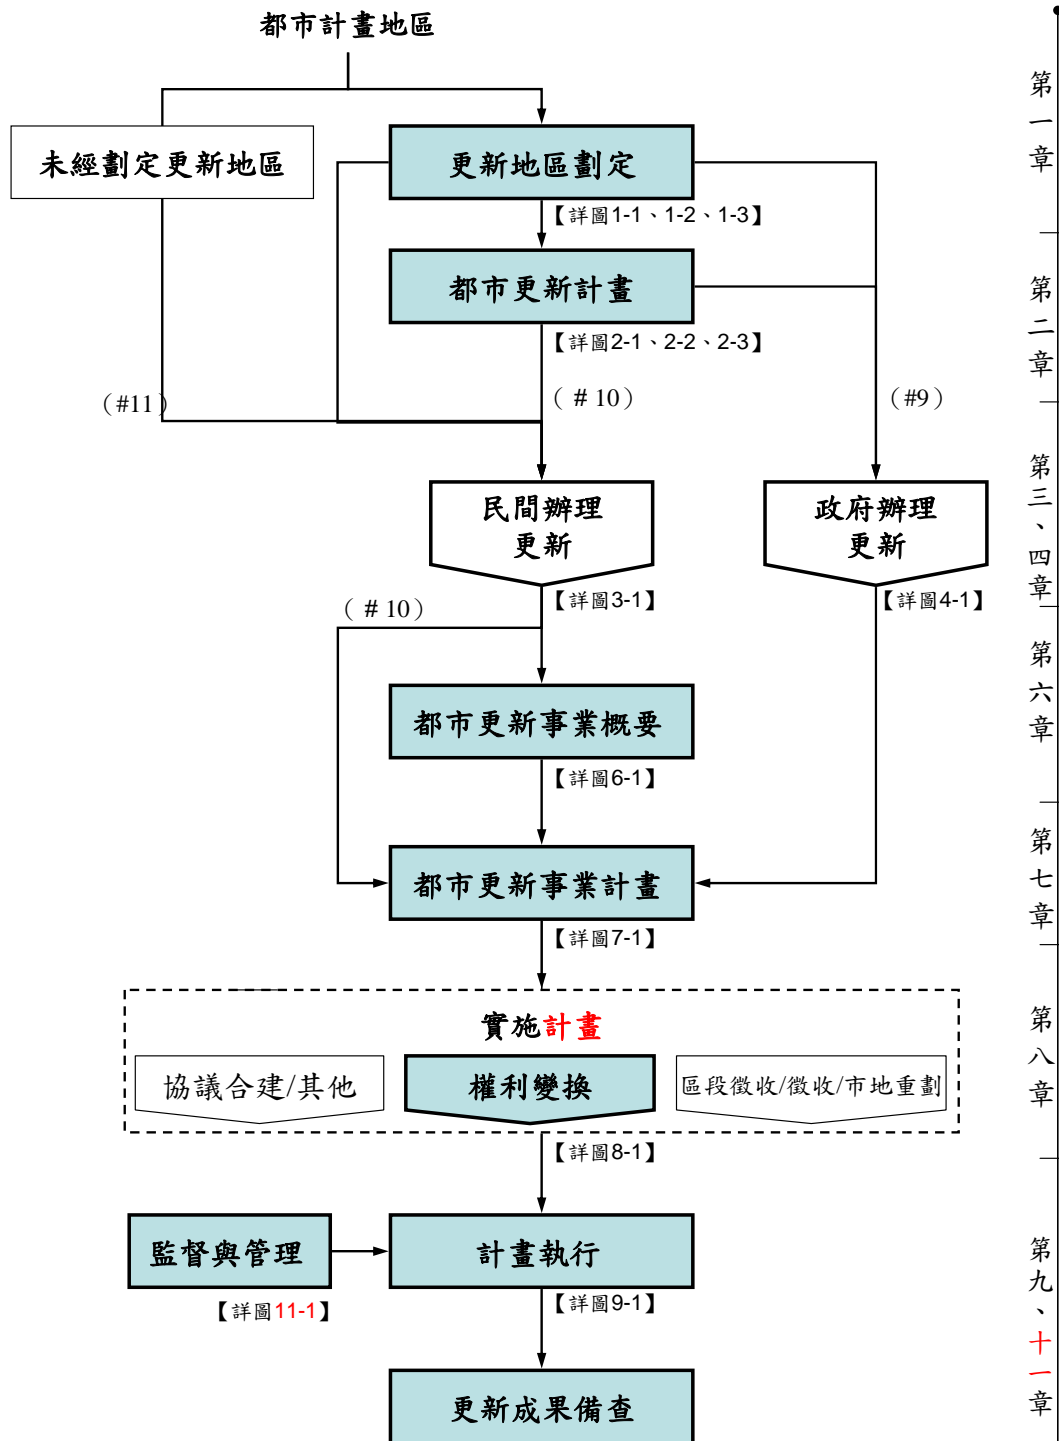 都市計畫地區
未經劃定更新地區
更新地區劃定
【詳圖1-1、1-2、1-3】
都市更新計畫
【詳圖2-1、2-2、2-3】
（#11）
（＃10）
（#9）
民間辦理
更新
政府辦理
更新
【詳圖3-1】
【詳圖4-1】
（＃10）
都市更新事業概要
【詳圖6-1】
都市更新事業計畫
【詳圖7-1】
實施計畫
協議合建/其他
權利變換
區段徵收/徵收/市地重劃
【詳圖8-1】
監督與管理
計畫執行
【詳圖11-1】
【詳圖9-1】
更新成果備查
第一章
第二章
第三、四章
第六章
第七章
第八章
第九、十一章